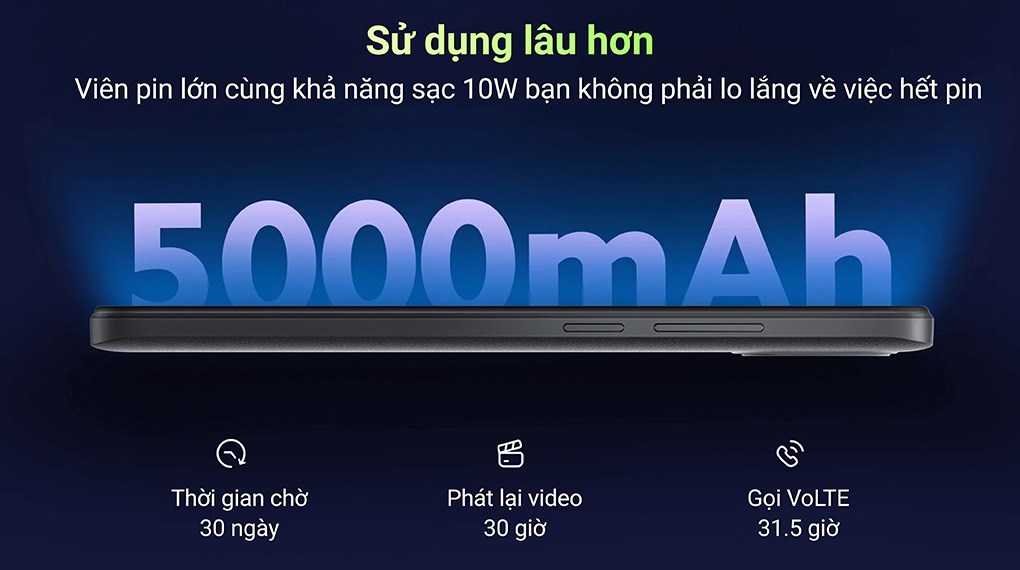 Sử dụng lâu hơn
Viên pin lớn cùng khả năng sạc 10W bạn không phải lo lắng về việc hết pin
5000mAh
Thời gian chờ
30 ngày
Phát lại video
30 giờ
Gọi VoLTE
31.5 giờ